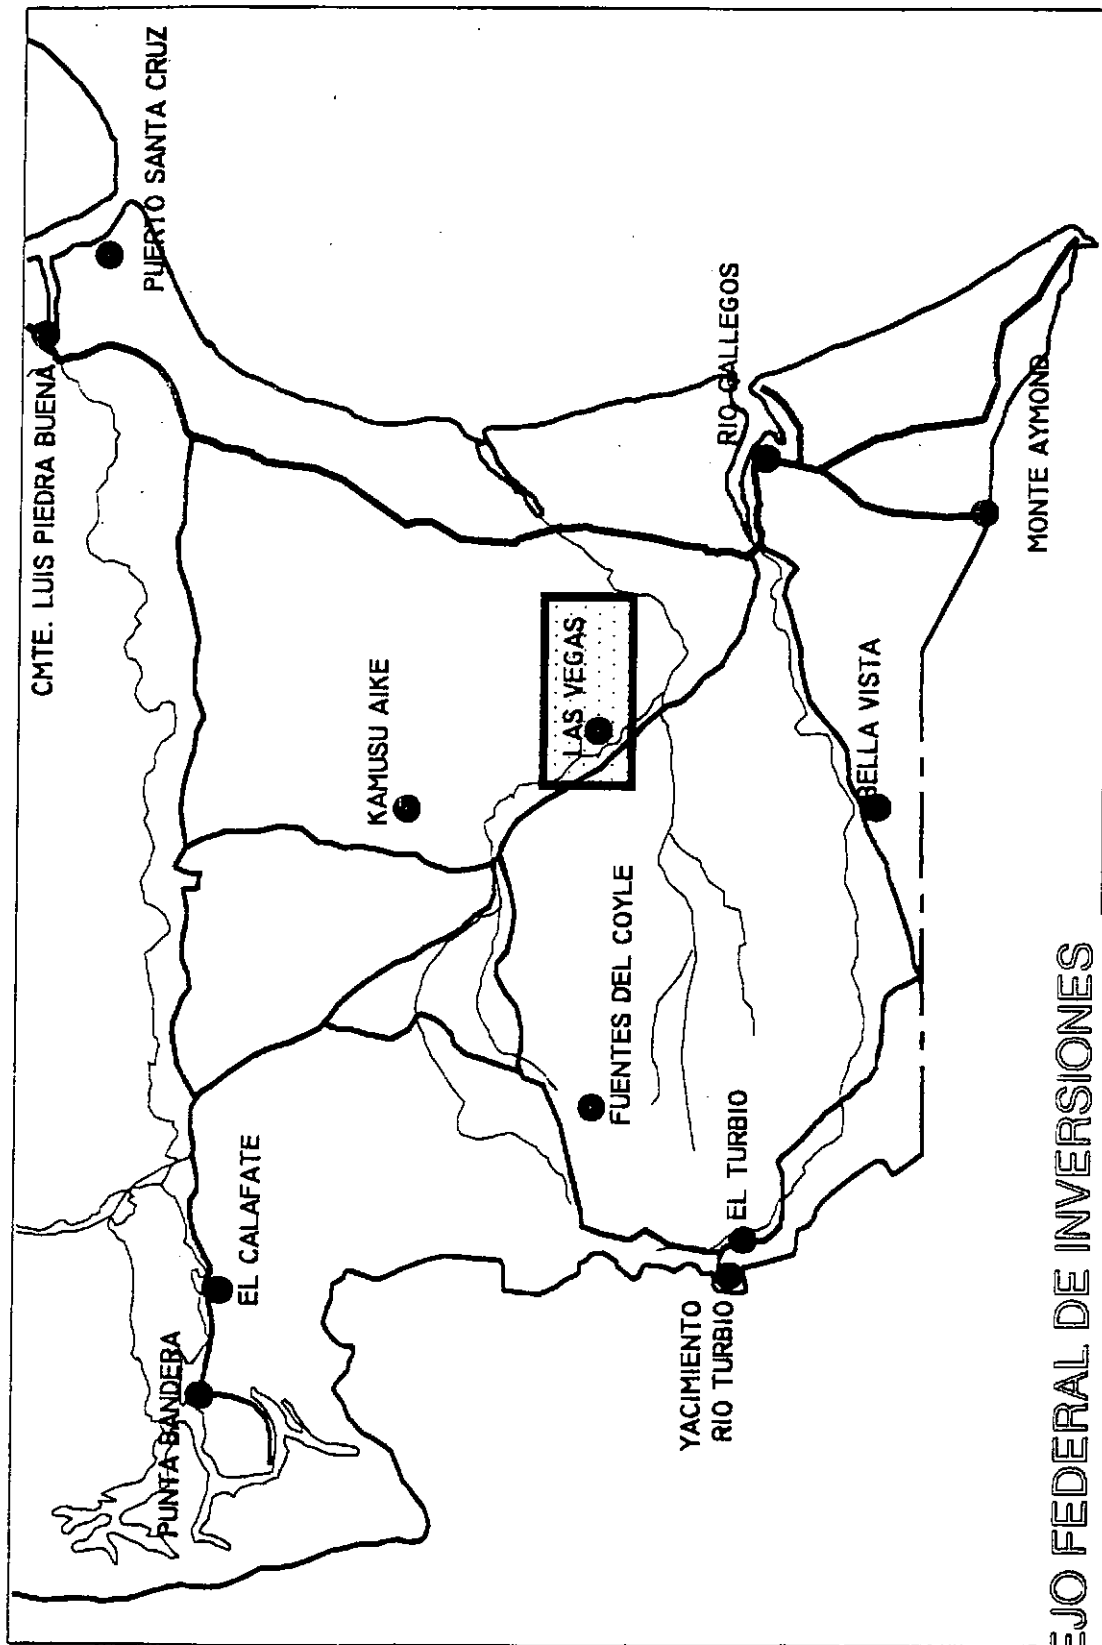 CMTE. LUIS PIEDRA BUENA
PUERTO SANTA CRUZ
PUNTA BANDERA
EL CALAFATE
KAMUSU AIKE
LAS VEGAS
RIO GALLEGOS
FUENTES DEL COYLE
YACIMIENTO
RIO TURBIO
EL TURBIO
BELLA VISTA
MONTE AYMOND
EJO FEDERAL DE INVERSIONES